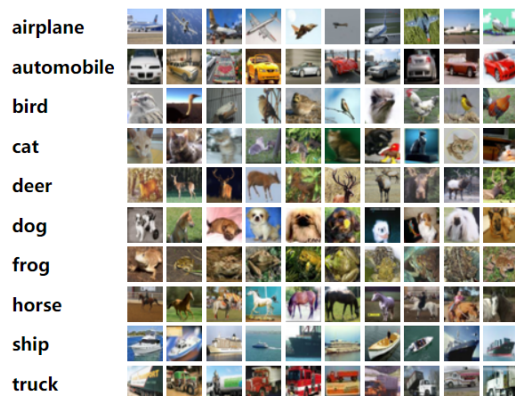 airplane
automobile
bird
cat
deer
dog
frog
horse
ship
truck